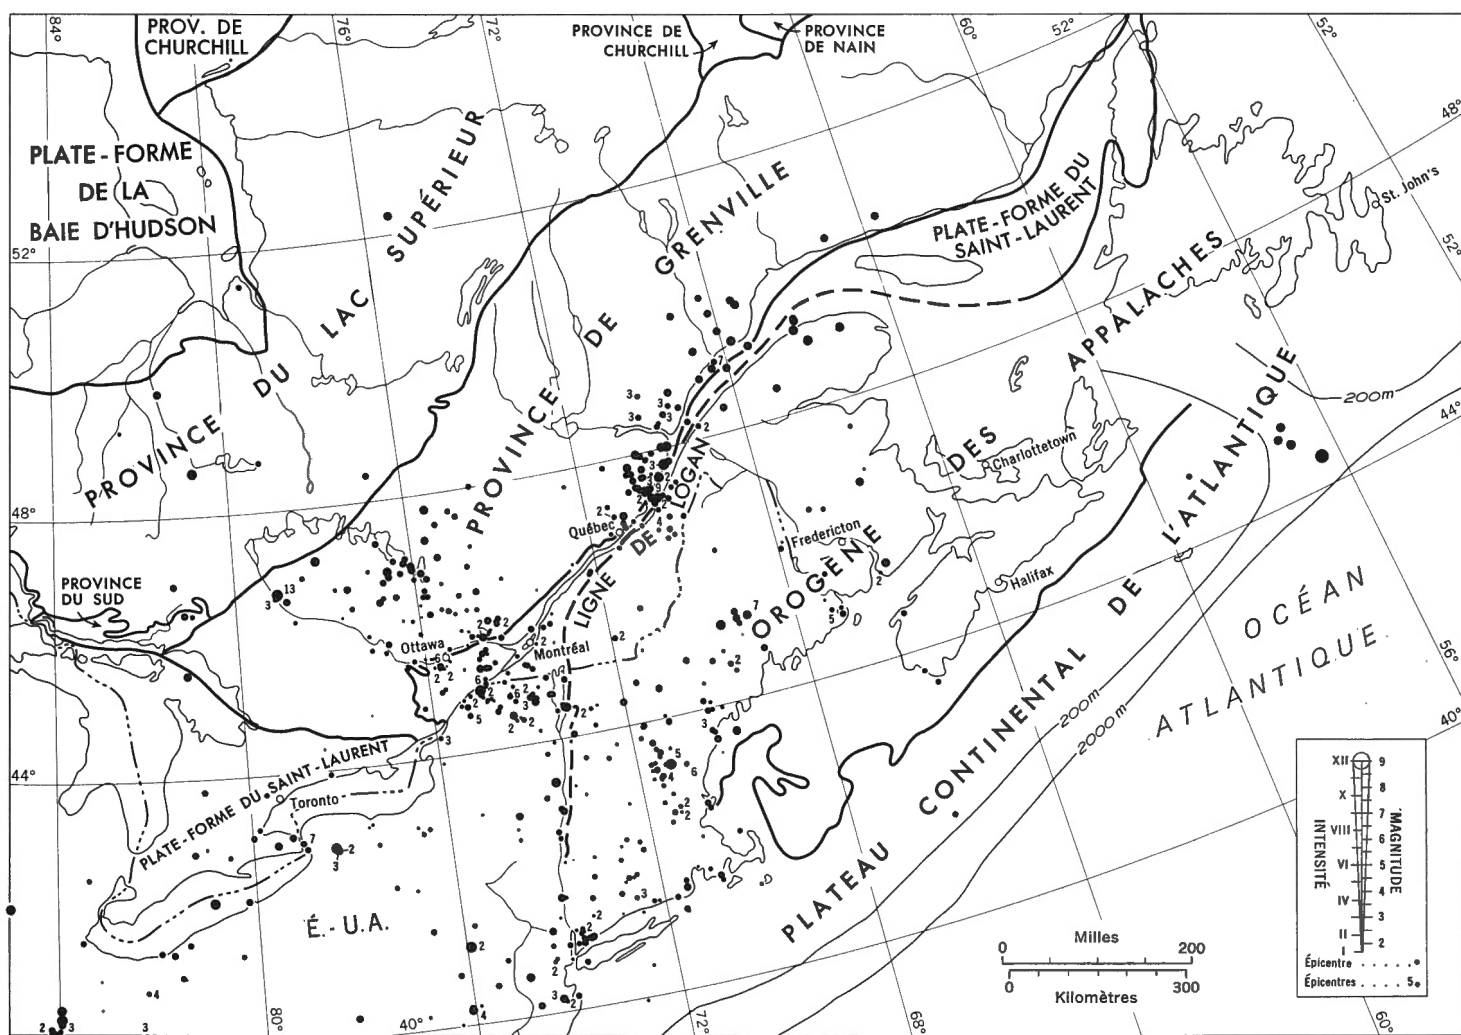 84°
PROV. DE
CHURCHILL
76°
72°
PROVINCE DE
CHURCHILL
PROVINCE
DE NAIN
60°
52°
52°
48°
PLATE-FORME
DE LA
BAIE D'HUDSON
52°
PROVINCE DU LAC SUPÉRIEUR
PROVINCE DE GRENVILLE
PLATE-FORME DU
SAINT-LAURENT
St. John's
52°
OROGÈNE DES APPALACHES
200m
44°
Charlottetown
48°
Québec
LIGNE DE LOGAN
Fredericton
Halifax
PROVINCE
DU SUD
Ottawa
Montréal
PLATEAU CONTINENTAL DE L'ATLANTIQUE
OCÉAN
ATLANTIQUE
56°
200m
2000m
40°
44°
PLATE-FORME DU SAINT-LAURENT
Toronto
É.-U.A.
Milles
0 200
0 300
Kilomètres
INTENSITÉ
XII
X
VIII
VI
IV
II
I
MAGNITUDE
9
8
7
6
5
4
3
2
Épicentre . . . . . .
Épicentres . . . . 5
80°
40°
72°
68°
64°
60°